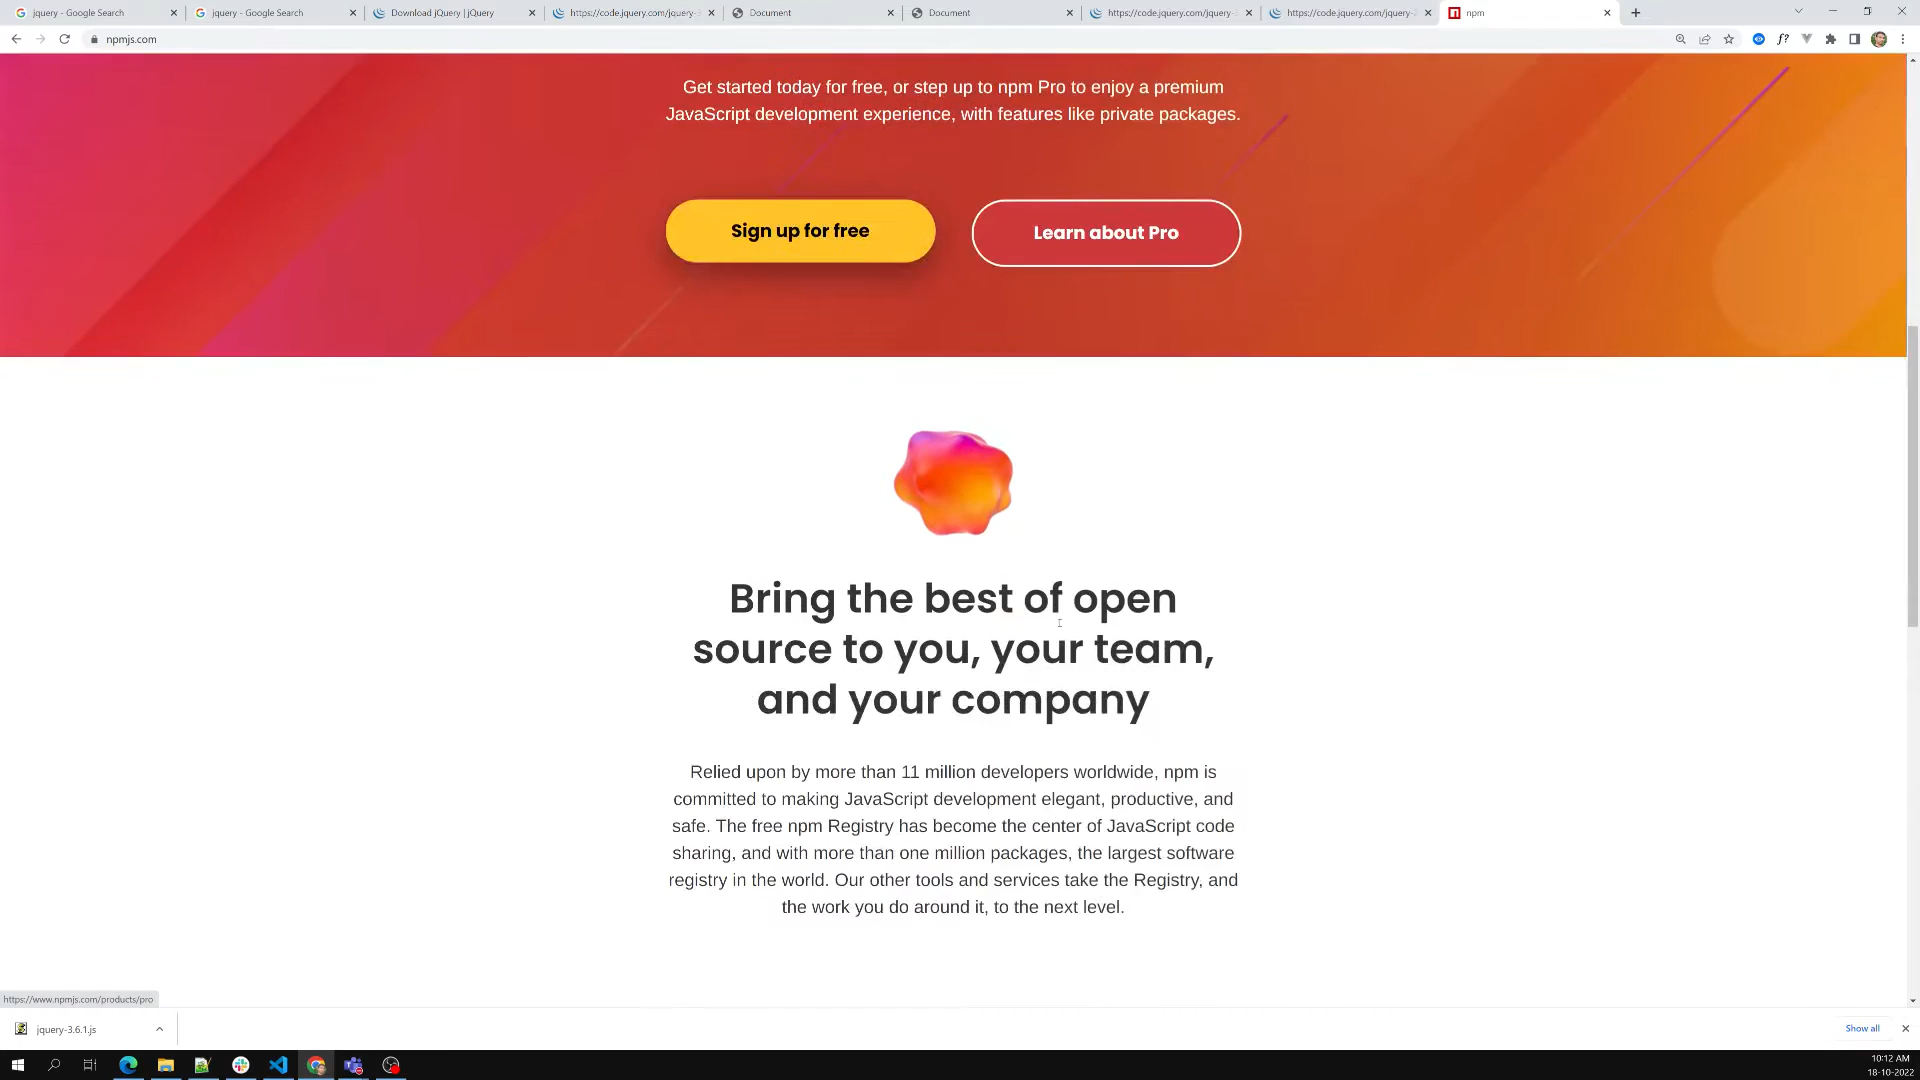 jquery - Google Search
jquery - Google Search
Download jQuery | jQuery
https://code.jquery.com/jquery-3
Document
Document
https://code.jquery.com/jquery-3
https://code.jquery.com/jquery-2
npm
npmjs.com
Get started today for free, or step up to npm Pro to enjoy a premium
JavaScript development experience, with features like private packages.
Sign up for free
Learn about Pro
Bring the best of open
source to you, your team,
and your company
Relied upon by more than 11 million developers worldwide, npm is
committed to making JavaScript development elegant, productive, and
safe. The free npm Registry has become the center of JavaScript code
sharing, and with more than one million packages, the largest software
registry in the world. Our other tools and services take the Registry, and
the work you do around it, to the next level.
https://www.npmjs.com/products/pro
jquery-3.6.1.js
Show all
10:12 AM
18-10-2022